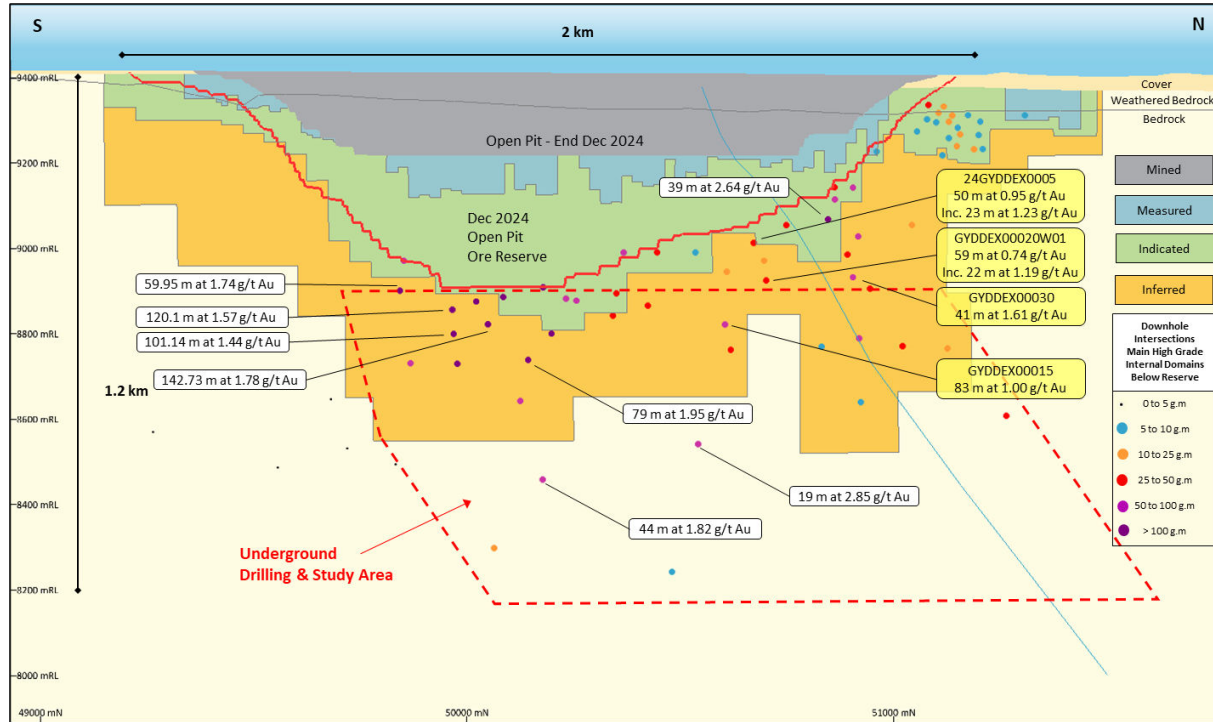 S
N
2 km
9400 mRL
Cover
Weathered Bedrock
Bedrock
Open Pit - End Dec 2024
9200 mRL
Mined
39 m at 2.64 g/t Au
24GYDDEX0005
50 m at 0.95 g/t Au
Inc. 23 m at 1.23 g/t Au
Measured
Dec 2024
Open Pit
Ore Reserve
9000 mRL
GYDDEX00020W01
59 m at 0.74 g/t Au
Inc. 22 m at 1.19 g/t Au
Indicated
59.95 m at 1.74 g/t Au
GYDDEX00030
41 m at 1.61 g/t Au
Inferred
120.1 m at 1.57 g/t Au
8800 mRL
101.14 m at 1.44 g/t Au
142.73 m at 1.78 g/t Au
GYDDEX00015
83 m at 1.00 g/t Au
1.2 km
79 m at 1.95 g/t Au
Downhole
Intersections
Main High Grade
Internal Domains
Below Reserve
0 to 5 g.m
5 to 10 g.m
10 to 25 g.m
25 to 50 g.m
50 to 100 g.m
> 100 g.m
8600 mRL
19 m at 2.85 g/t Au
8400 mRL
44 m at 1.82 g/t Au
Underground
Drilling & Study Area
8200 mRL
8000 mRL
49000 mN
50000 mN
51000 mN